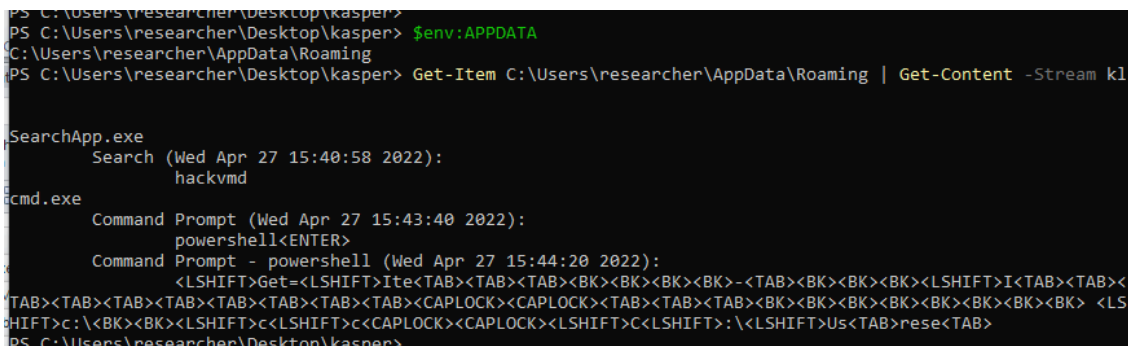 PS C:\Users\researcher\Desktop\kasper>
PS C:\Users\researcher\Desktop\kasper> $env:APPDATA
C:\Users\researcher\AppData\Roaming
PS C:\Users\researcher\Desktop\kasper> Get-Item C:\Users\researcher\AppData\Roaming | Get-Content -Stream kl
SearchApp.exe
Search (Wed Apr 27 15:40:58 2022):
hackvmd
cmd.exe
Command Prompt (Wed Apr 27 15:43:40 2022):
powershell<ENTER>
Command Prompt - powershell (Wed Apr 27 15:44:20 2022):
<LSHIFT>Get=<LSHIFT>Ite<TAB><TAB><TAB><BK><BK><BK><BK>-<TAB><BK><BK><BK><LSHIFT>I<TAB><TAB><
TAB><TAB><TAB><TAB><TAB><TAB><TAB><CAPLOCK><CAPLOCK><TAB><TAB><TAB><BK><BK><BK><BK><BK><BK><BK> <LS
HIFT>c:\<BK><BK><LSHIFT>c<LSHIFT>c<CAPLOCK><CAPLOCK><LSHIFT>C<LSHIFT>:\<LSHIFT>Us<TAB>rese<TAB>
PS C:\Users\researcher\Desktop\kasper>